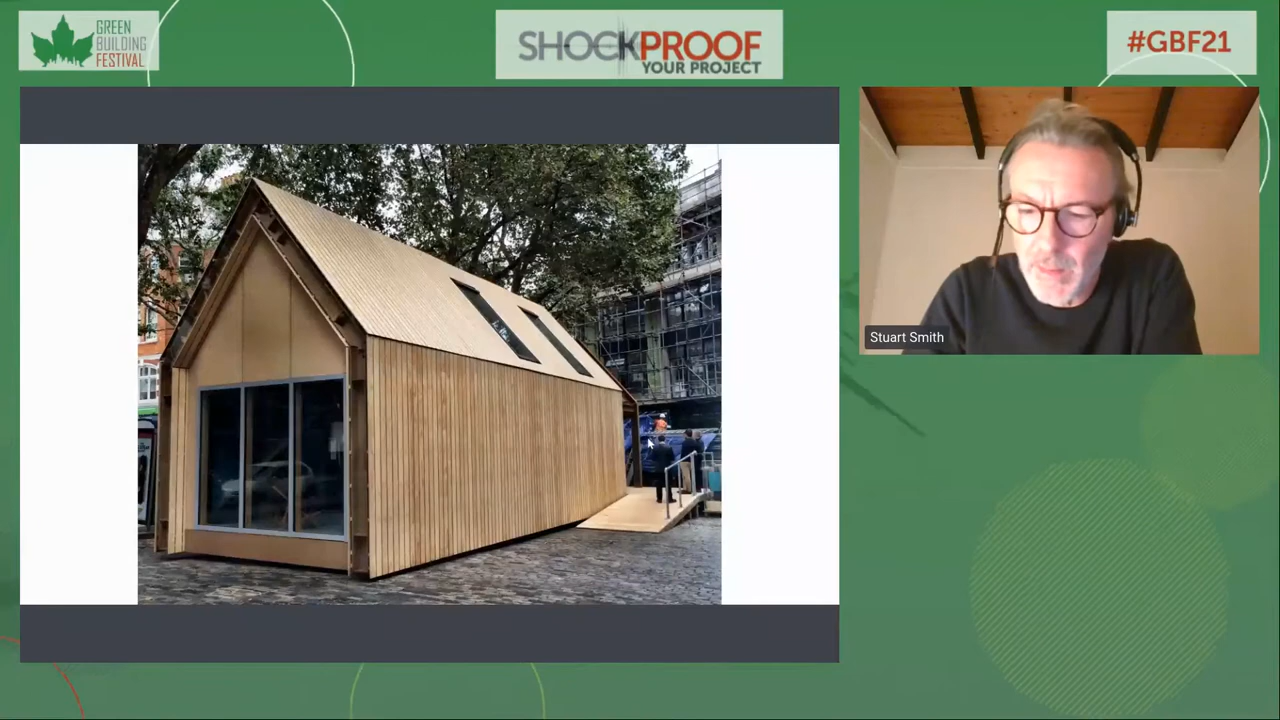 GREEN
BUILDING
FESTIVAL
SHOCKPROOF
YOUR PROJECT
#GBF21
Stuart Smith